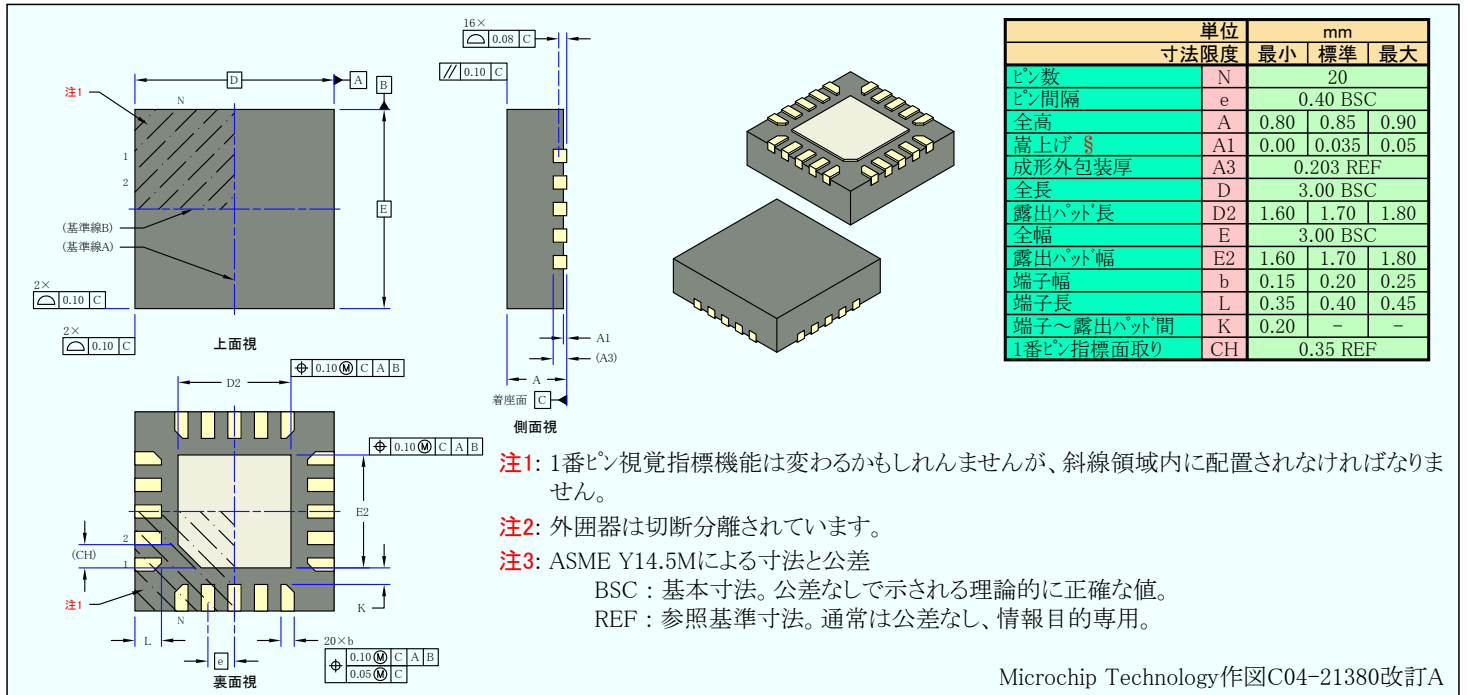 16×
0.08 C
// 0.10 C
D
A
B
注1
N
1
2
E
(基準線B)
(基準線A)
2×
0.10 C
2×
0.10 C
上面視
A1
(A3)
A
着座面 C
側面視
単位 mm
寸法限度 最小 標準 最大
ピン数 N 20
ピン間隔 e 0.40 BSC
全高 A 0.80 0.85 0.90
嵩上げ § A1 0.00 0.035 0.05
成形外包装厚 A3 0.203 REF
全長 D 3.00 BSC
露出パッド長 D2 1.60 1.70 1.80
全幅 E 3.00 BSC
露出パッド幅 E2 1.60 1.70 1.80
端子幅 b 0.15 0.20 0.25
端子長 L 0.35 0.40 0.45
端子～露出パッド間 K 0.20 - -
1番ピン指標面取り CH 0.35 REF
⌖ 0.10 Ⓜ C A B
D2
⌖ 0.10 Ⓜ C A B
E2
2
(CH)
1
注1
N
K
L
e
20×b
⌖ 0.10 Ⓜ C A B
0.05 Ⓜ C
裏面視
注1: 1番ピン視覚指標機能は変わるかもしれんませんが、斜線領域内に配置されなければなりま
せん。
注2: 外囲器は切断分離されています。
注3: ASME Y14.5Mによる寸法と公差
BSC : 基本寸法。公差なしで示される理論的に正確な値。
REF : 参照基準寸法。通常は公差なし、情報目的専用。
Microchip Technology作図C04-21380改訂A